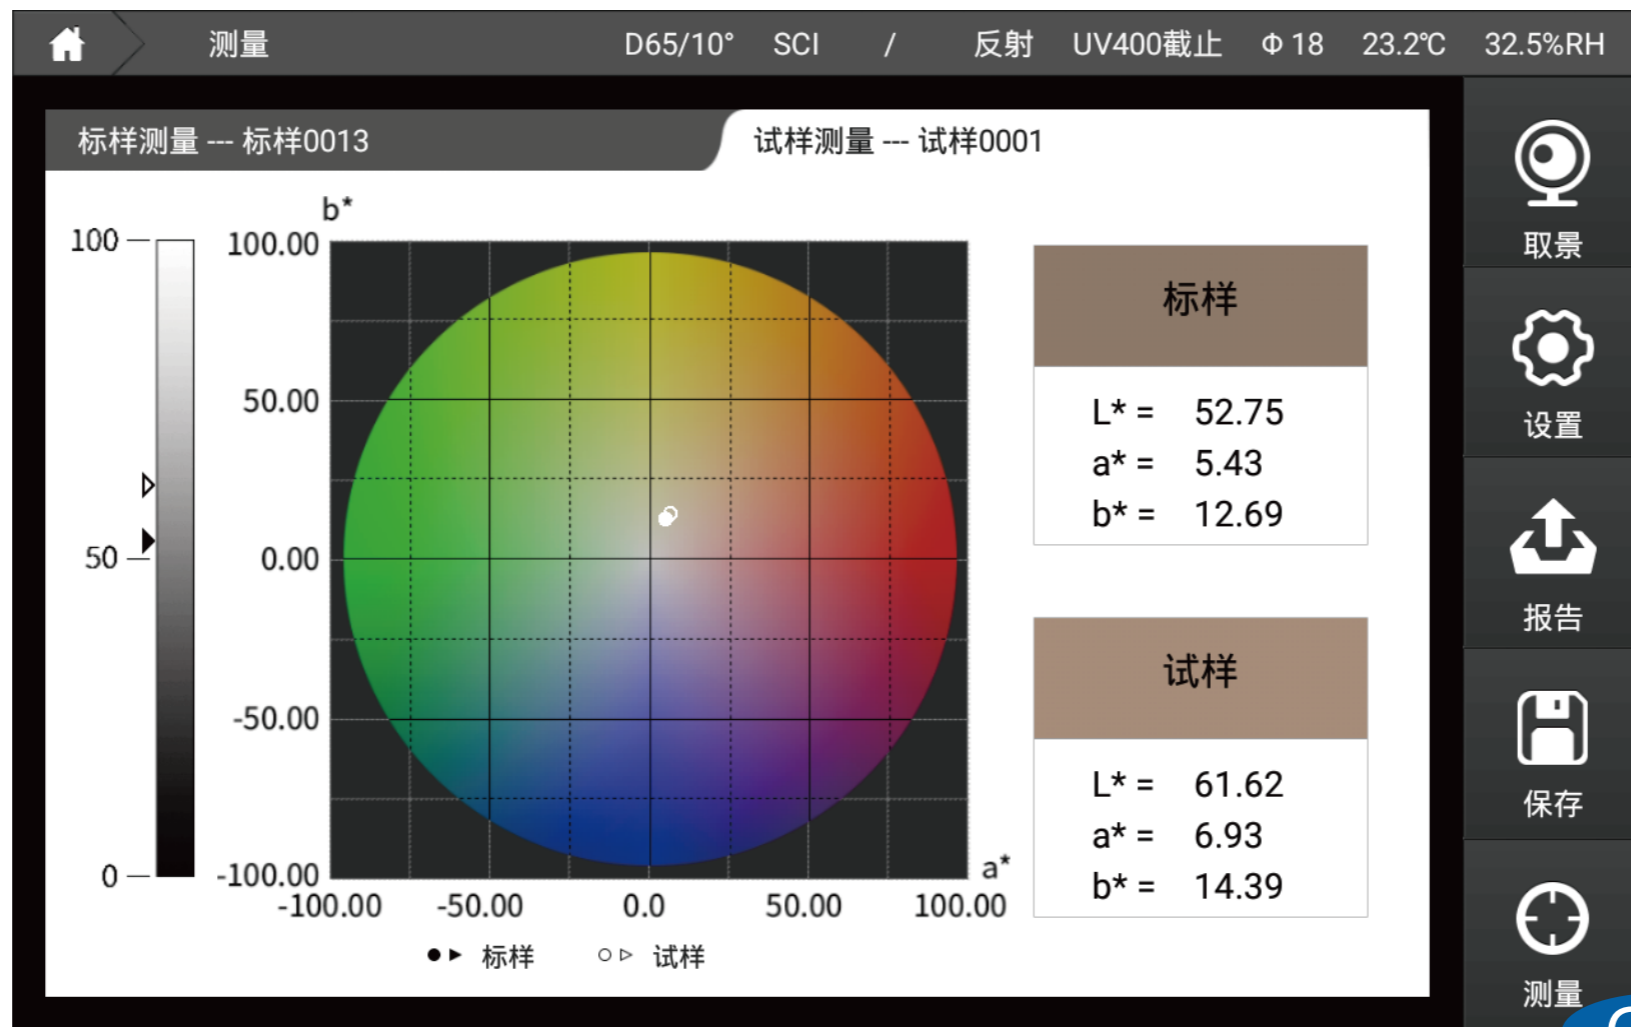 测量 D65/10° SCI / 反射 UV400截止 Φ 18 23.2℃ 32.5%RH
标样测量 --- 标样0013
试样测量 --- 试样0001
b*
100
50
0
100.00
50.00
0.00
-50.00
-100.00
-100.00 -50.00 0.0 50.00 100.00
a*
标样 试样
标样
L* = 52.75
a* = 5.43
b* = 12.69
试样
L* = 61.62
a* = 6.93
b* = 14.39
取景
设置
报告
保存
测量